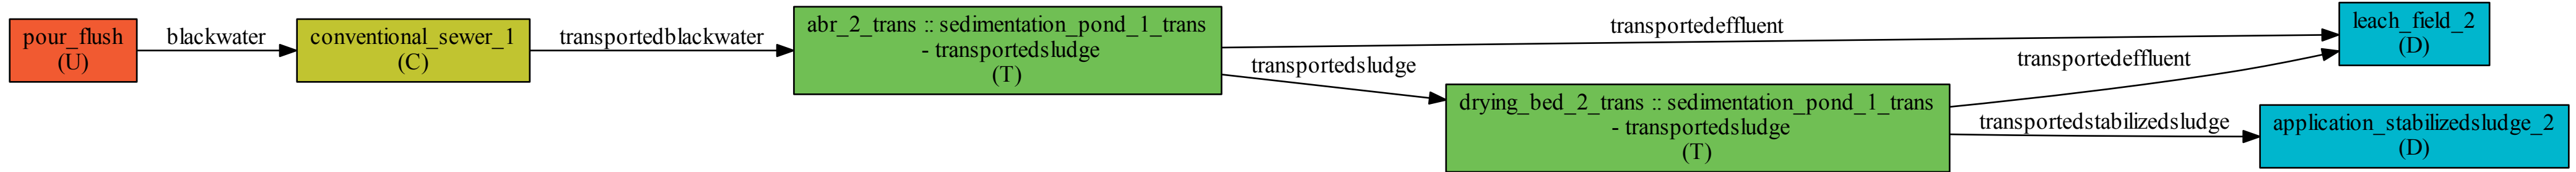 pour_flush
(U)
blackwater
conventional_sewer_1
(C)
transportedblackwater
abr_2_trans :: sedimentation_pond_1_trans
- transportedsludge
(T)
transportedeffluent
transportedsludge
drying_bed_2_trans :: sedimentation_pond_1_trans
- transportedsludge
(T)
transportedeffluent
transportedstabilizedsludge
leach_field_2
(D)
application_stabilizedsludge_2
(D)